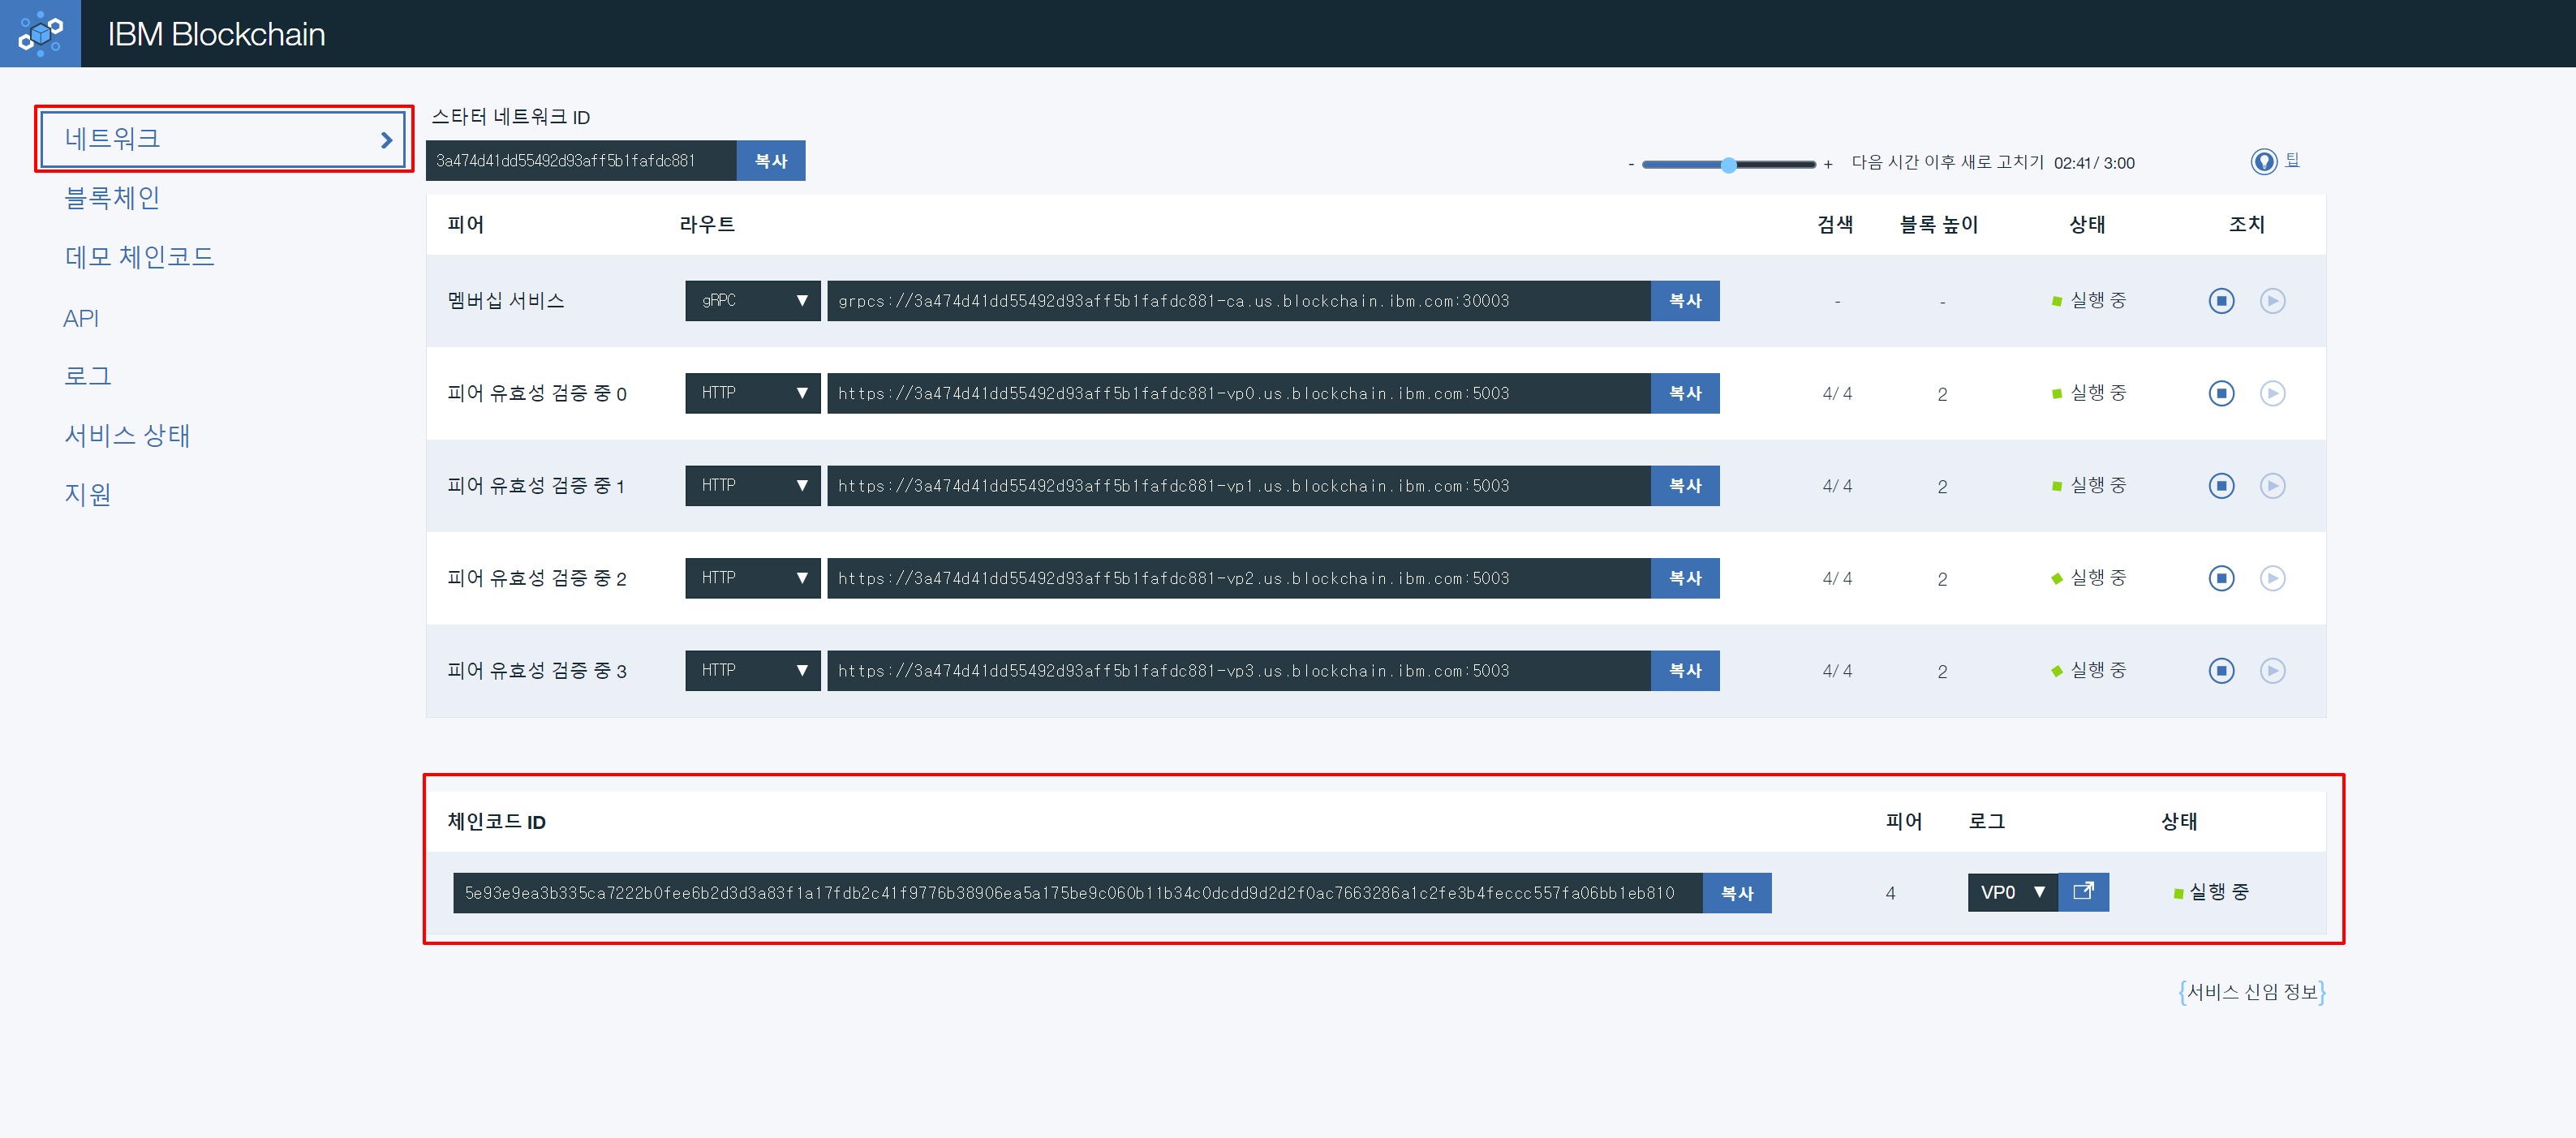 IBM Blockchain
네트워크
블록체인
데모 체인코드
API
로그
서비스 상태
지원
스타터 네트워크 ID
3a474d41dd55492d93aff5b1fafdc881 복사
- + 다음 시간 이후 새로 고치기 02:41/ 3:00 팁
피어 라우트 검색 블록 높이 상태 조치
멤버십 서비스 gRPC ▼ grpcs://3a474d41dd55492d93aff5b1fafdc881-ca.us.blockchain.ibm.com:30003 복사 - - 실행 중
피어 유효성 검증 중 0 HTTP ▼ https://3a474d41dd55492d93aff5b1fafdc881-vp0.us.blockchain.ibm.com:5003 복사 4/ 4 2 실행 중
피어 유효성 검증 중 1 HTTP ▼ https://3a474d41dd55492d93aff5b1fafdc881-vp1.us.blockchain.ibm.com:5003 복사 4/ 4 2 실행 중
피어 유효성 검증 중 2 HTTP ▼ https://3a474d41dd55492d93aff5b1fafdc881-vp2.us.blockchain.ibm.com:5003 복사 4/ 4 2 실행 중
피어 유효성 검증 중 3 HTTP ▼ https://3a474d41dd55492d93aff5b1fafdc881-vp3.us.blockchain.ibm.com:5003 복사 4/ 4 2 실행 중
체인코드 ID 피어 로그 상태
5e93e9ea3b335ca7222b0fee6b2d3d3a83f1a17fdb2c41f9776b38906ea5a175be9c060b11b34c0dcdd9d2d2f0ac7663286a1c2fe3b4feccc557fa06bb1eb810 복사 4 VP0 ▼ 실행 중
{서비스 신임 정보}